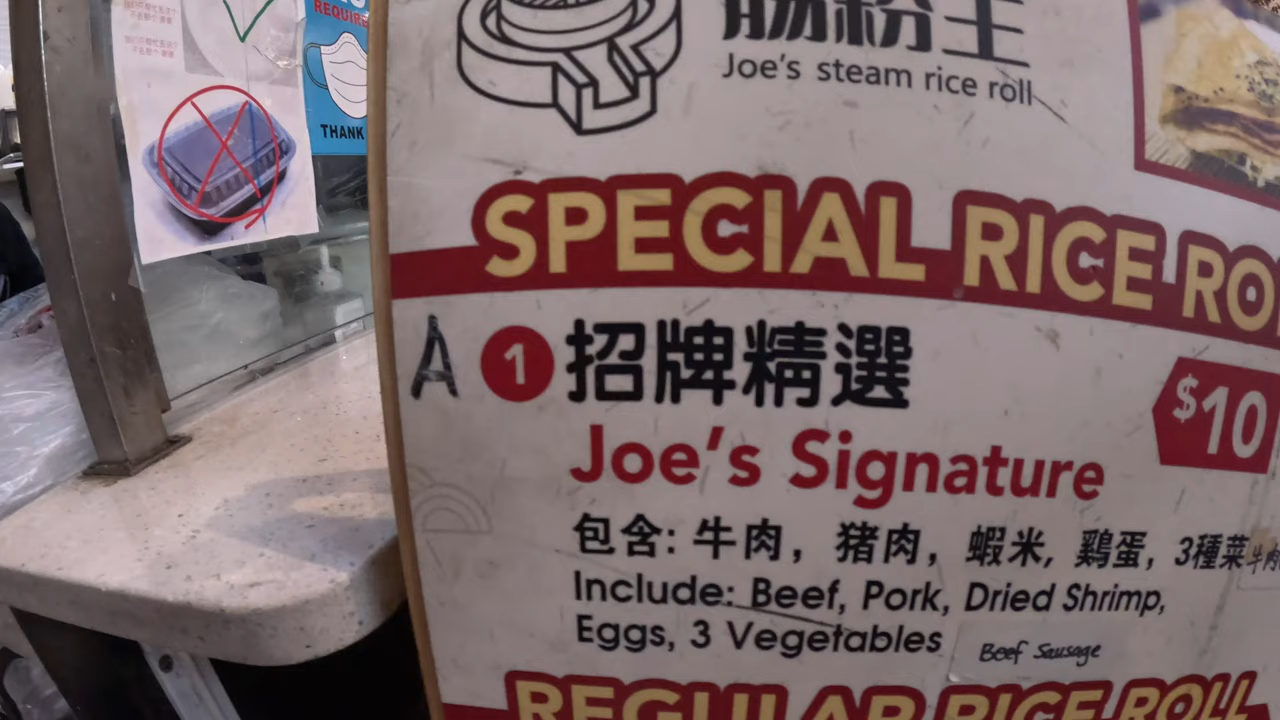 REQUIRE
THANK
腸粉王
Joe's steam rice roll
SPECIAL RICE RO
A 1 招牌精選
$10
Joe's Signature
包含: 牛肉, 豬肉, 蝦米, 鷄蛋, 3種菜
Include: Beef, Pork, Dried Shrimp,
Eggs, 3 Vegetables Beef Sausage
REGULAR RICE ROLL